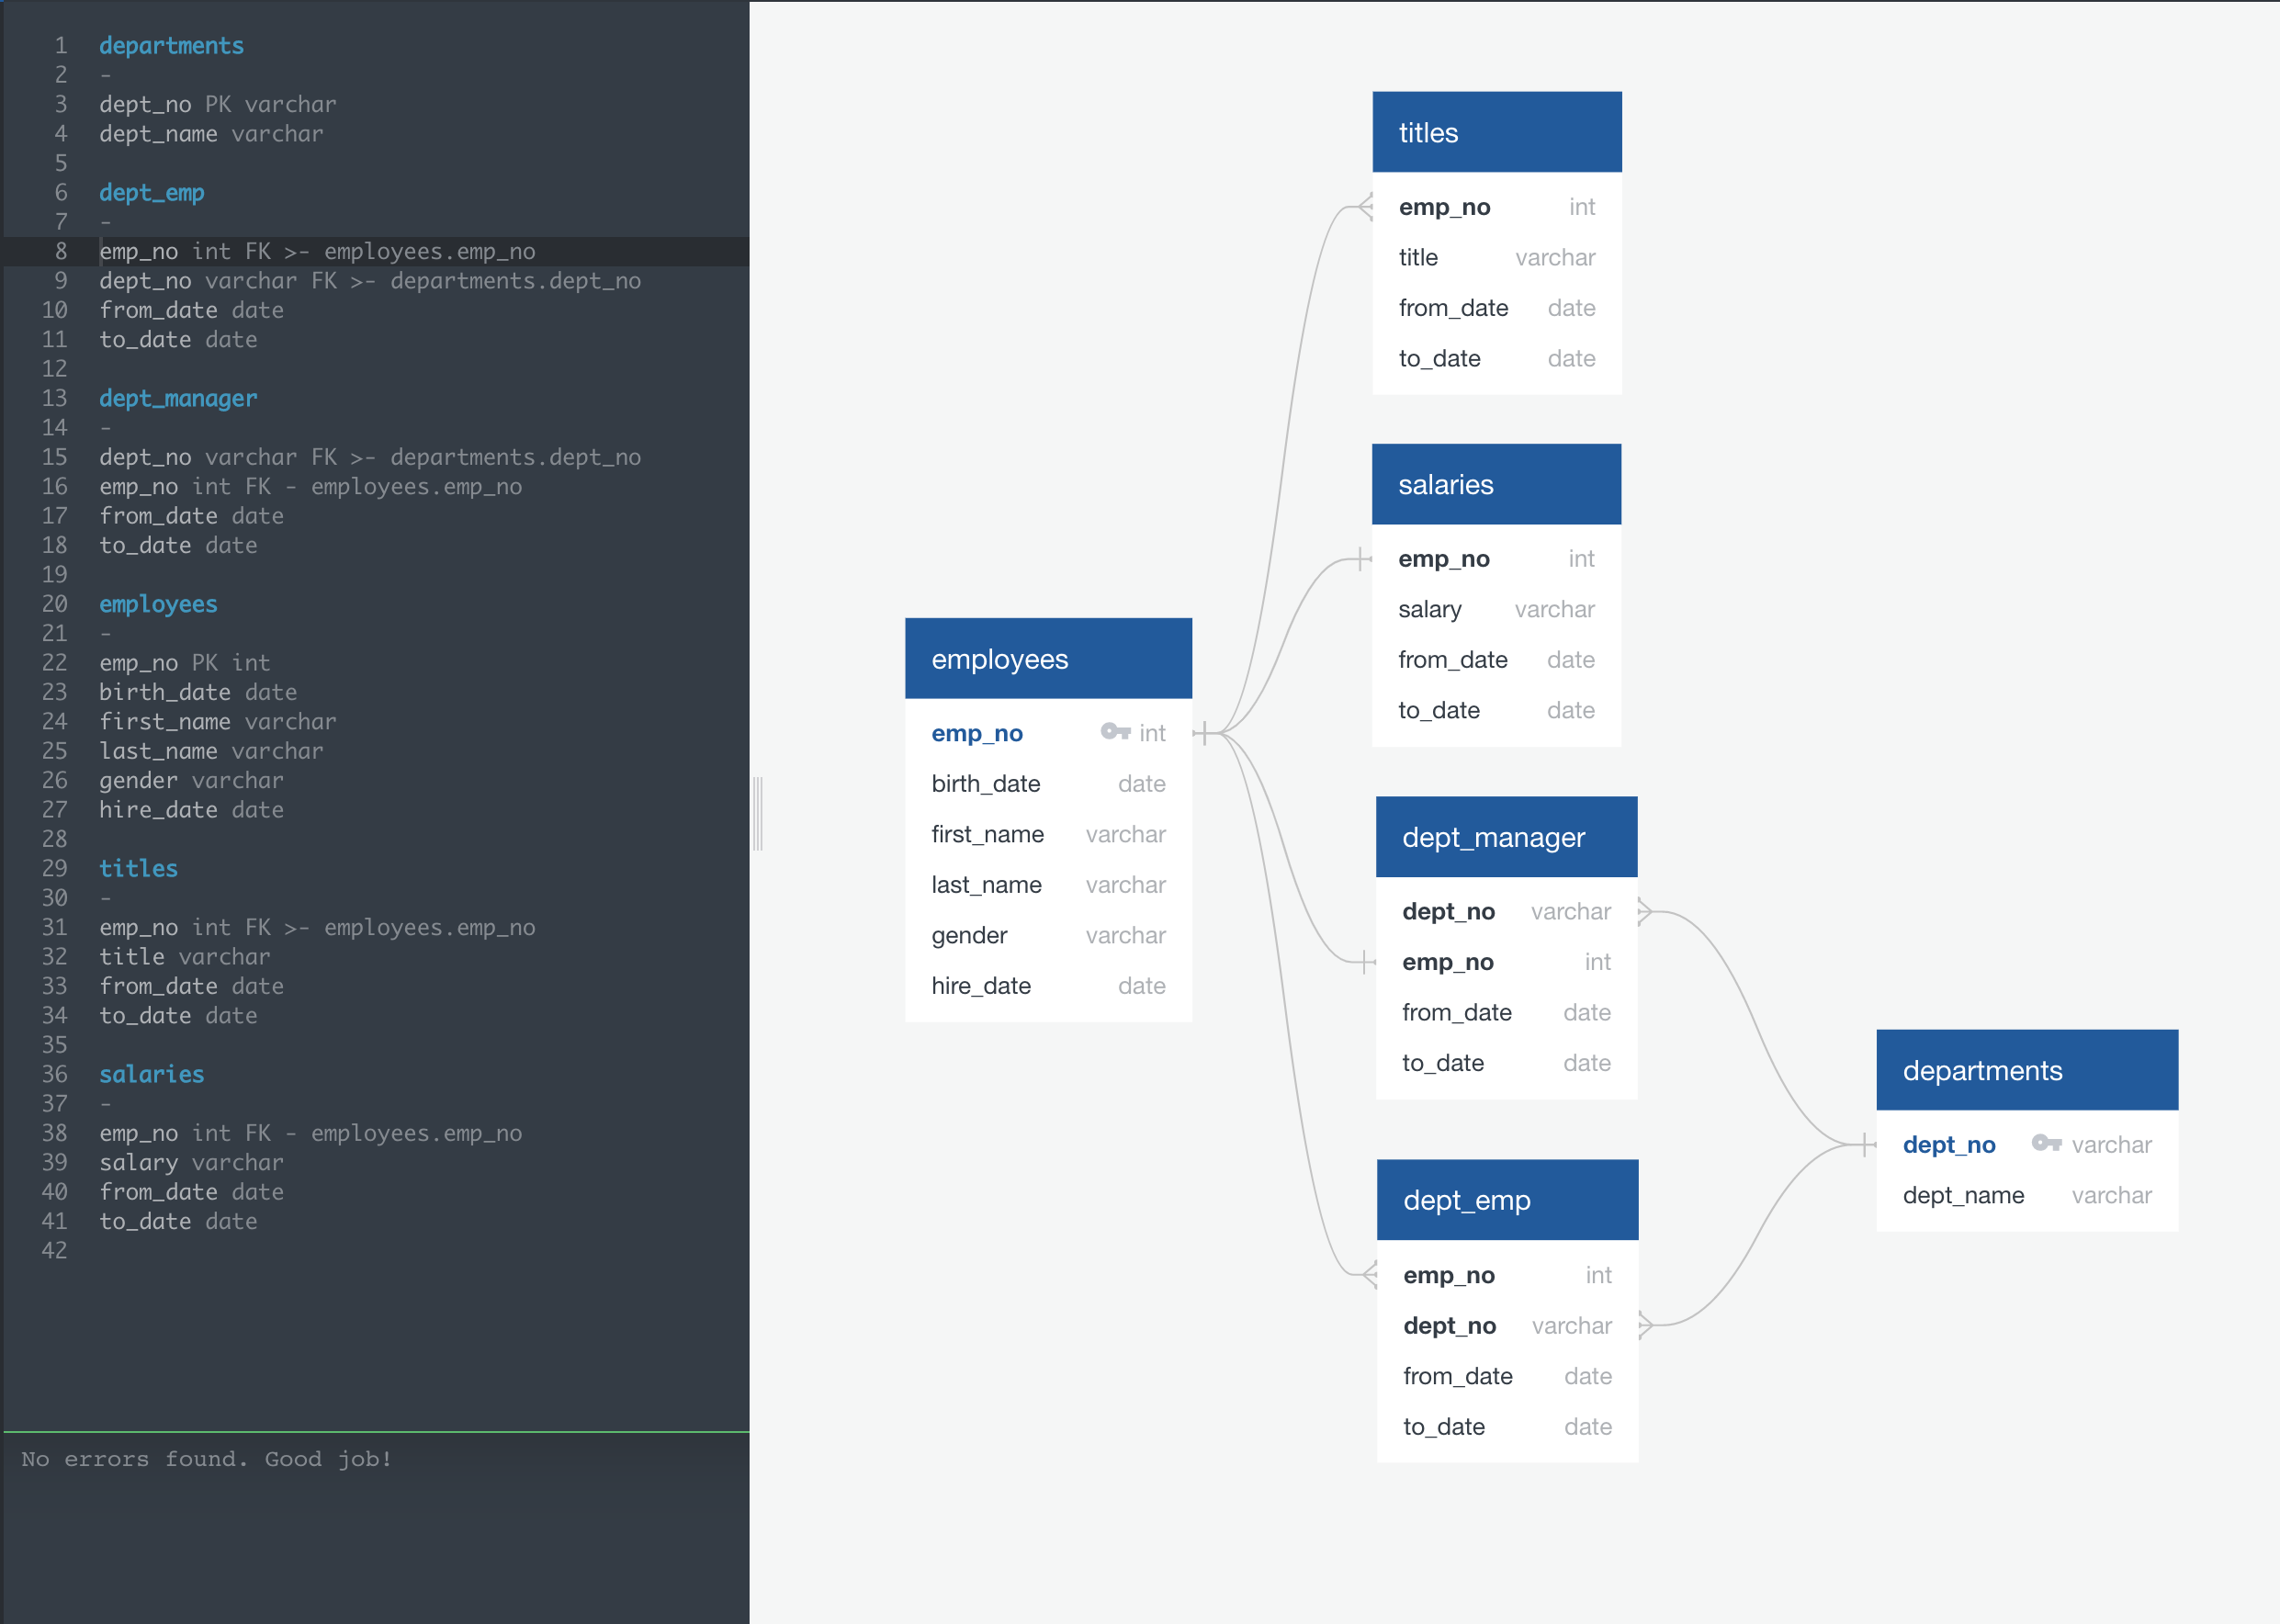 1 departments
2 -
3 dept_no PK varchar
4 dept_name varchar
5
6 dept_emp
7 -
8 emp_no int FK >- employees.emp_no
9 dept_no varchar FK >- departments.dept_no
10 from_date date
11 to_date date
12
13 dept_manager
14 -
15 dept_no varchar FK >- departments.dept_no
16 emp_no int FK - employees.emp_no
17 from_date date
18 to_date date
19
20 employees
21 -
22 emp_no PK int
23 birth_date date
24 first_name varchar
25 last_name varchar
26 gender varchar
27 hire_date date
28
29 titles
30 -
31 emp_no int FK >- employees.emp_no
32 title varchar
33 from_date date
34 to_date date
35
36 salaries
37 -
38 emp_no int FK - employees.emp_no
39 salary varchar
40 from_date date
41 to_date date
42
No errors found. Good job!
employees
emp_no int
birth_date date
first_name varchar
last_name varchar
gender varchar
hire_date date
titles
emp_no int
title varchar
from_date date
to_date date
salaries
emp_no int
salary varchar
from_date date
to_date date
dept_manager
dept_no varchar
emp_no int
from_date date
to_date date
dept_emp
emp_no int
dept_no varchar
from_date date
to_date date
departments
dept_no varchar
dept_name varchar